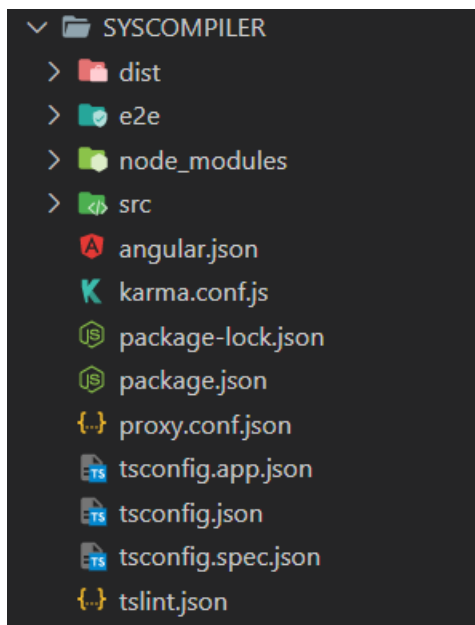 SYSCOMPILER
dist
e2e
node_modules
src
angular.json
karma.conf.js
package-lock.json
package.json
proxy.conf.json
tsconfig.app.json
tsconfig.json
tsconfig.spec.json
tslint.json